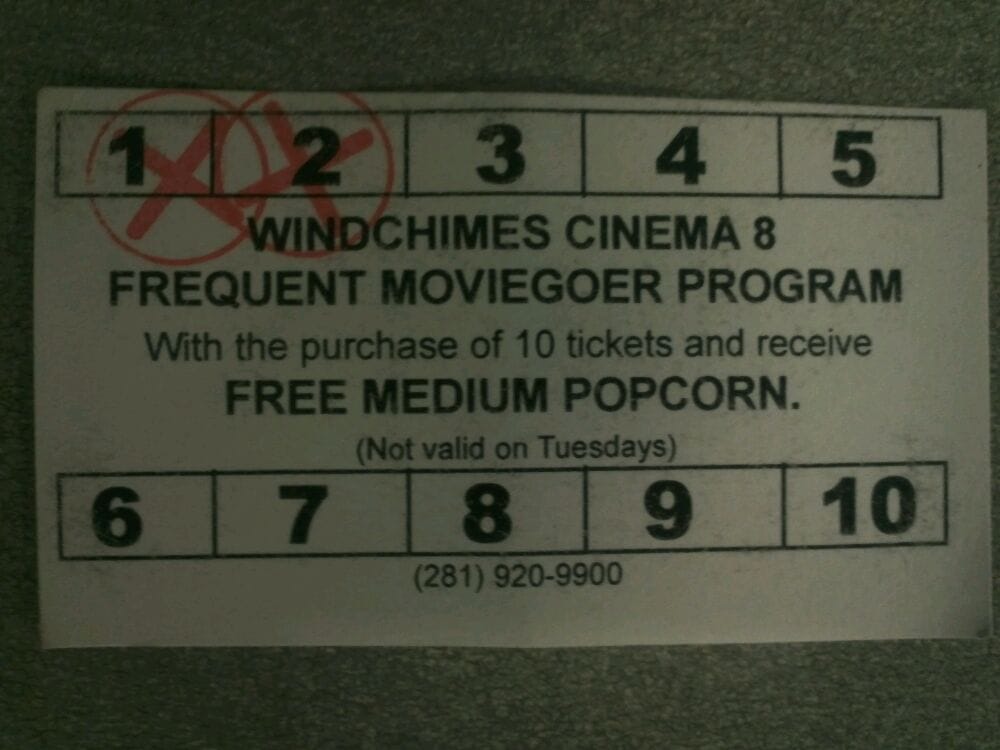 1 2 3 4 5
WINDCHIMES CINEMA 8
FREQUENT MOVIEGOER PROGRAM
With the purchase of 10 tickets and receive
FREE MEDIUM POPCORN.
(Not valid on Tuesdays)
6 7 8 9 10
(281) 920-9900